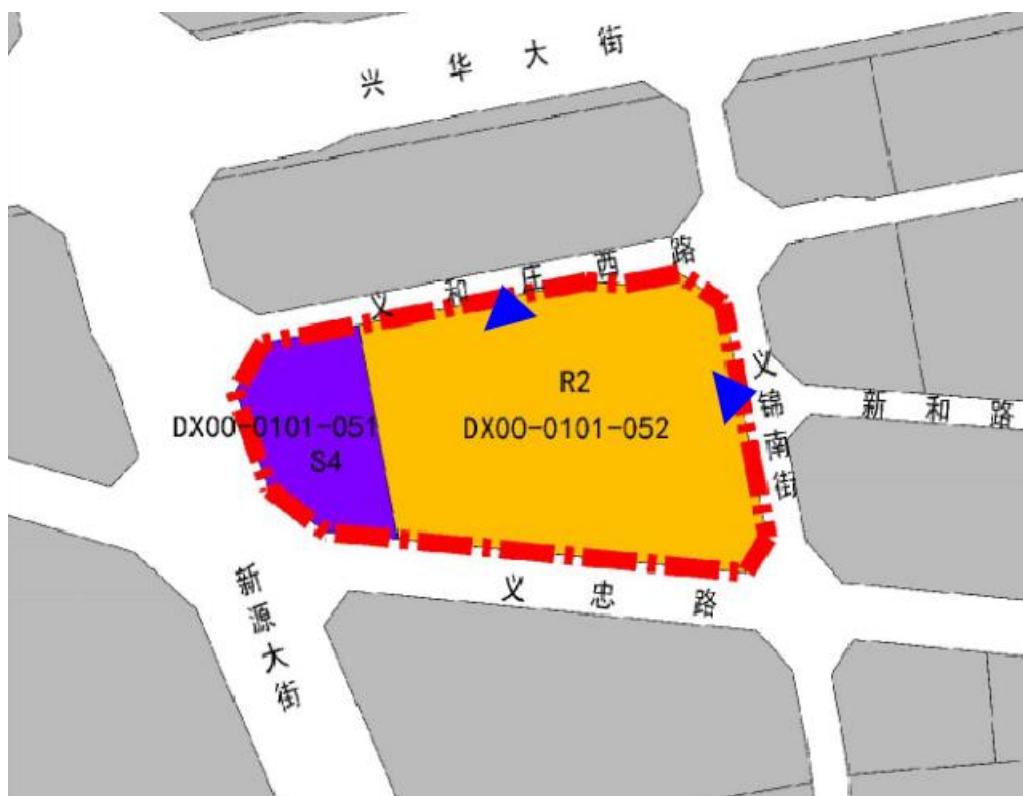 兴华大街
义和庄西路
R2
义锦南街
新和路
DX00-0101-051
DX00-0101-052
S4
义忠路
新源大街